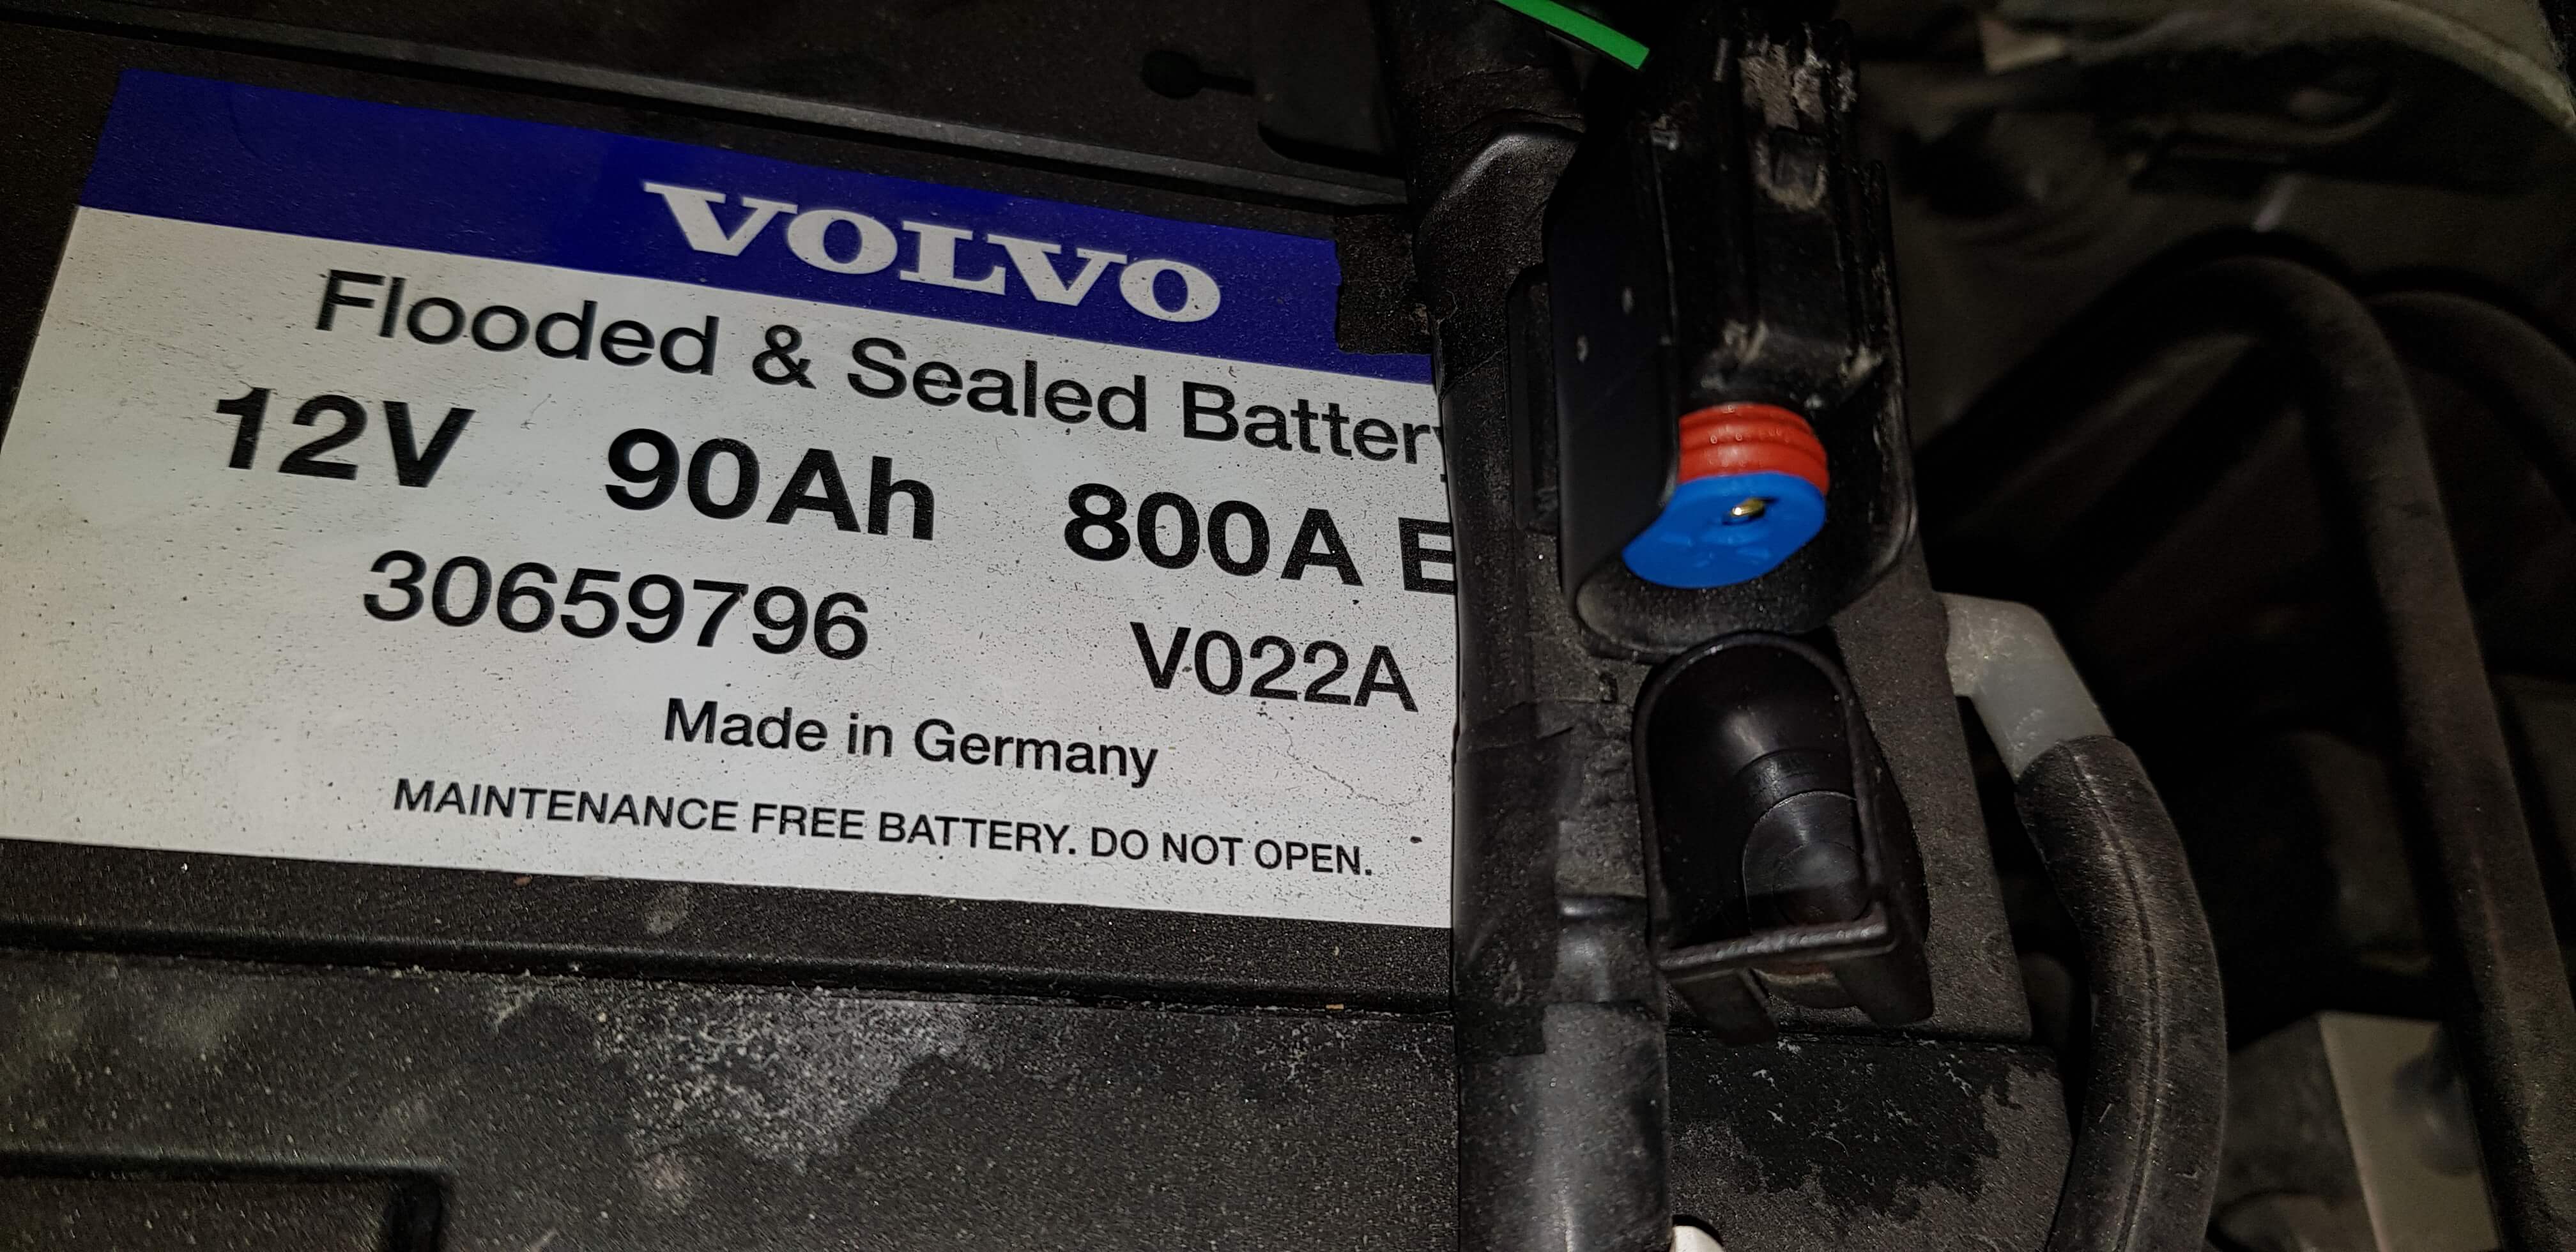 VOLVO
Flooded & Sealed Battery
12V 90Ah 800A E
30659796 V022A
Made in Germany
MAINTENANCE FREE BATTERY. DO NOT OPEN.